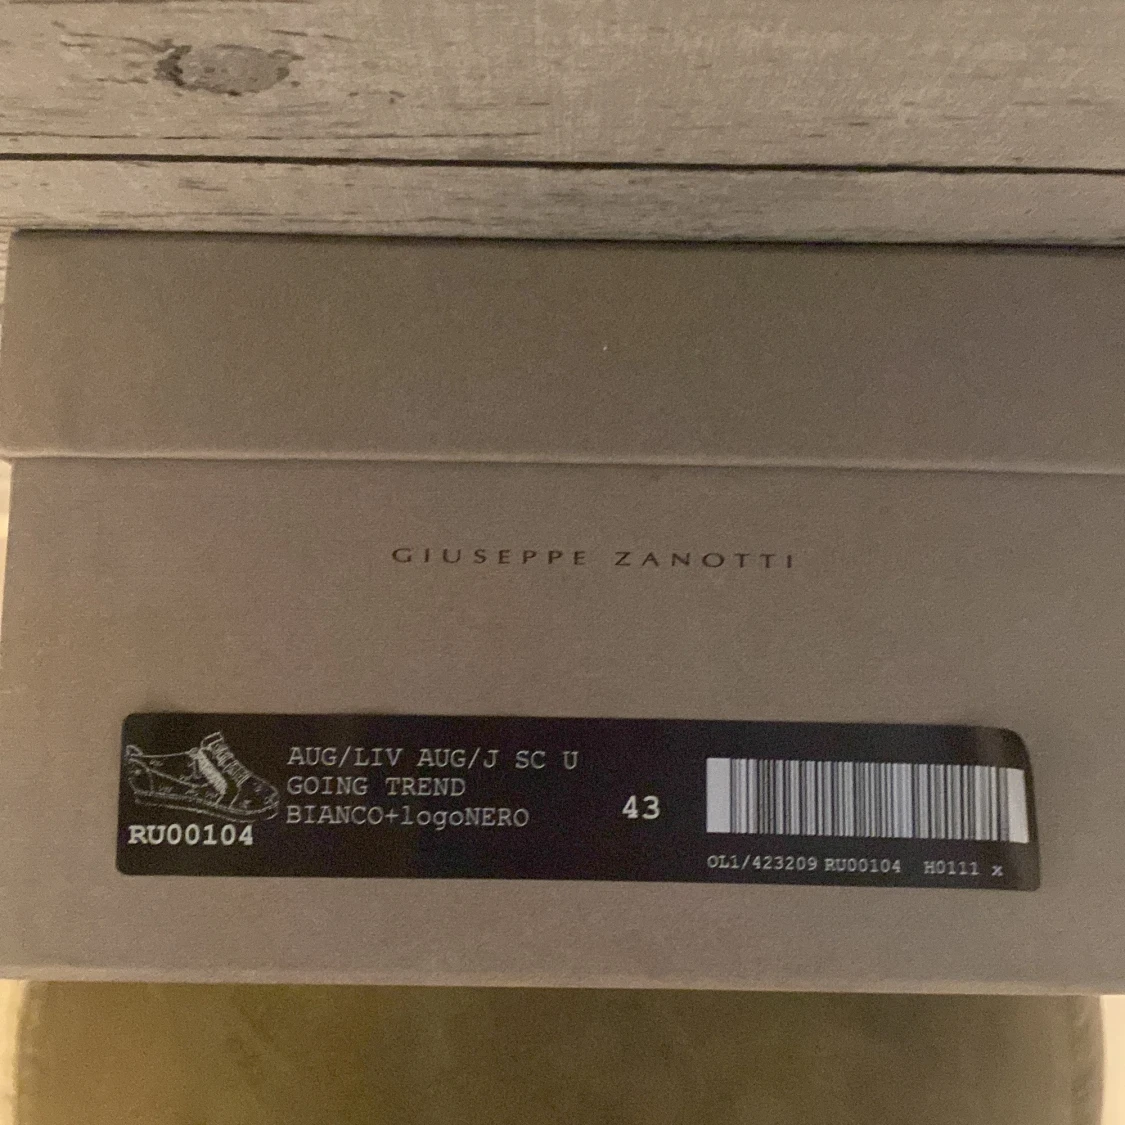 GIUSEPPE ZANOTTI
AUG/LIV AUG/J SC U
GOING TREND
BIANCO+logoNERO
RU00104
43
OL1/423209 RU00104 H0111 x